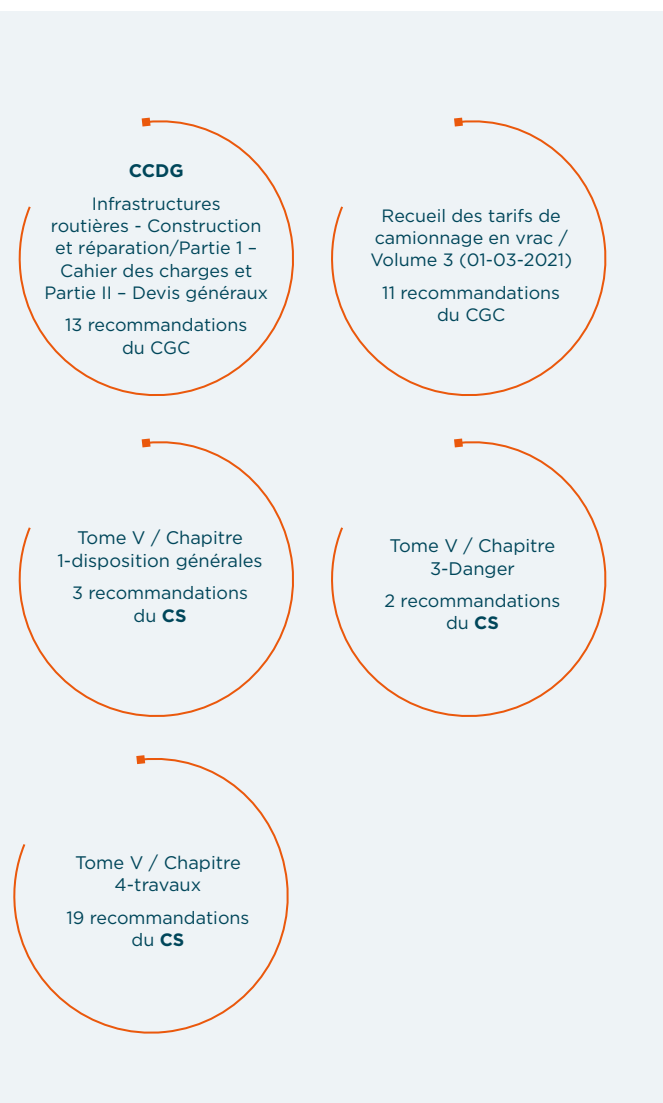 CCDG
Infrastructures
routières - Construction
et réparation/Partie 1 –
Cahier des charges et
Partie II – Devis généraux
13 recommandations
du CGC
Recueil des tarifs de
camionnage en vrac /
Volume 3 (01-03-2021)
11 recommandations
du CGC
Tome V / Chapitre
1-disposition générales
3 recommandations
du CS
Tome V / Chapitre
3-Danger
2 recommandations
du CS
Tome V / Chapitre
4-travaux
19 recommandations
du CS